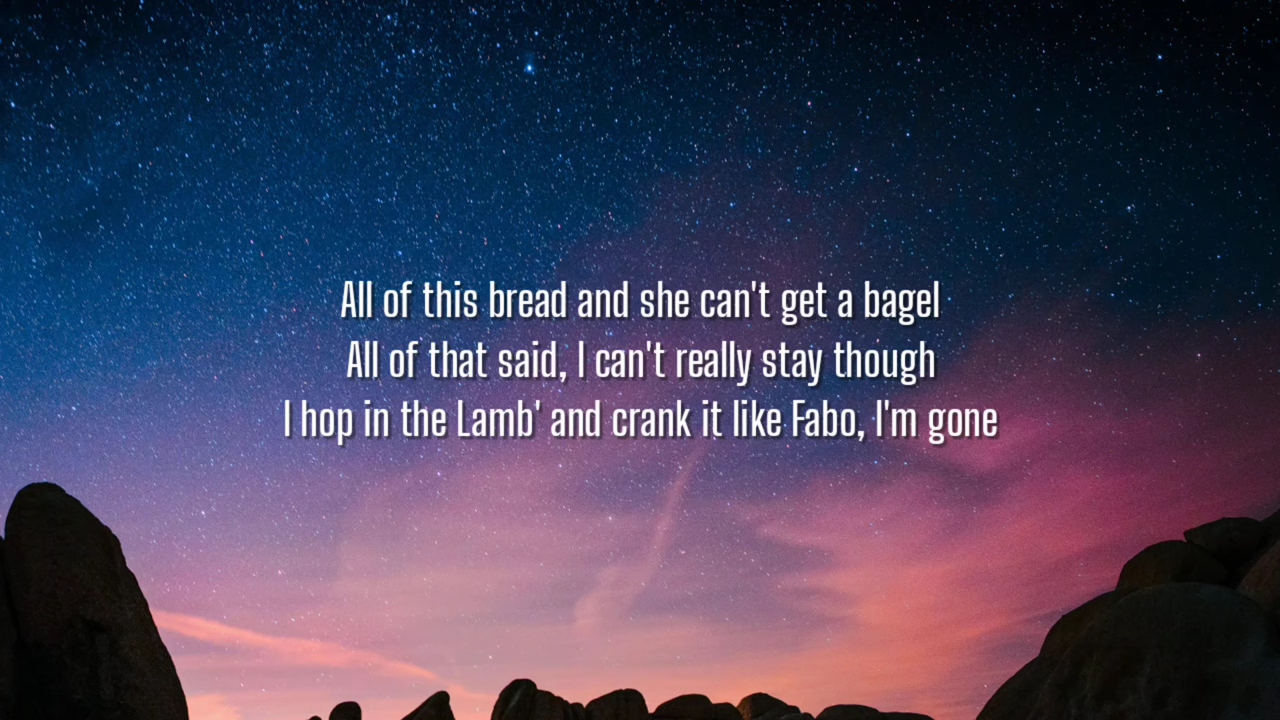 All of this bread and she can't get a bagel
All of that said, I can't really stay though
I hop in the Lamb' and crank it like Fabo, I'm gone